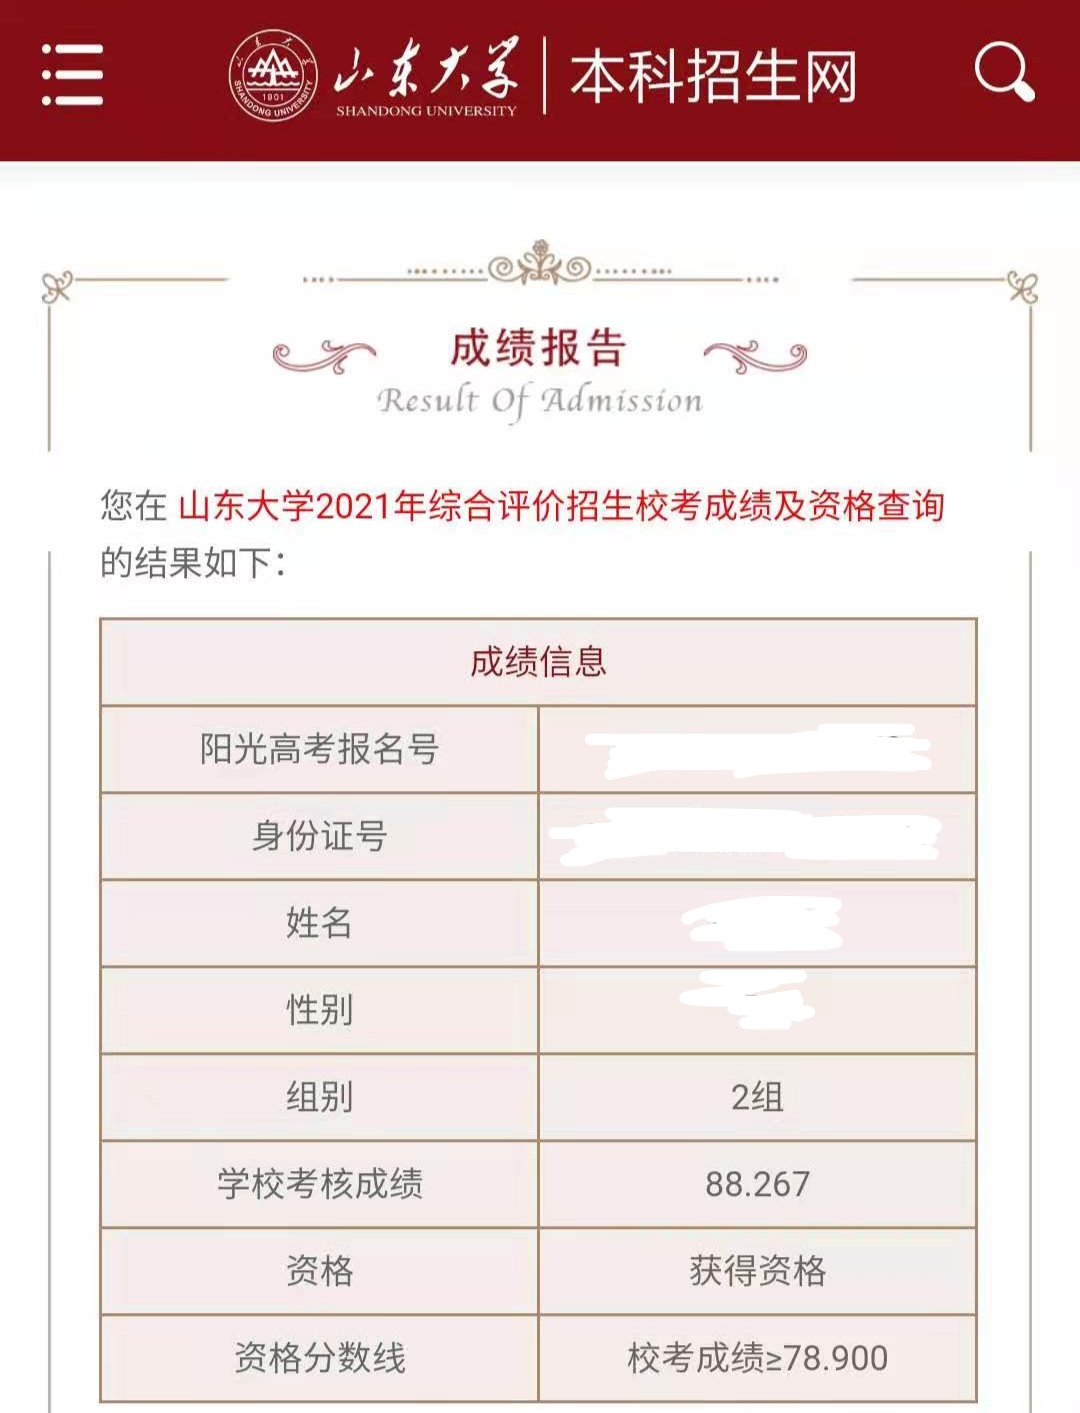 山东大学
SHANDONG UNIVERSITY
本科招生网
1901
SHANDONG UNIVERSITY
成绩报告
Result Of Admission
您在 山东大学2021年综合评价招生校考成绩及资格查询
的结果如下：
成绩信息
阳光高考报名号
身份证号
姓名
性别
组别 2组
学校考核成绩 88.267
资格 获得资格
资格分数线 校考成绩≥78.900